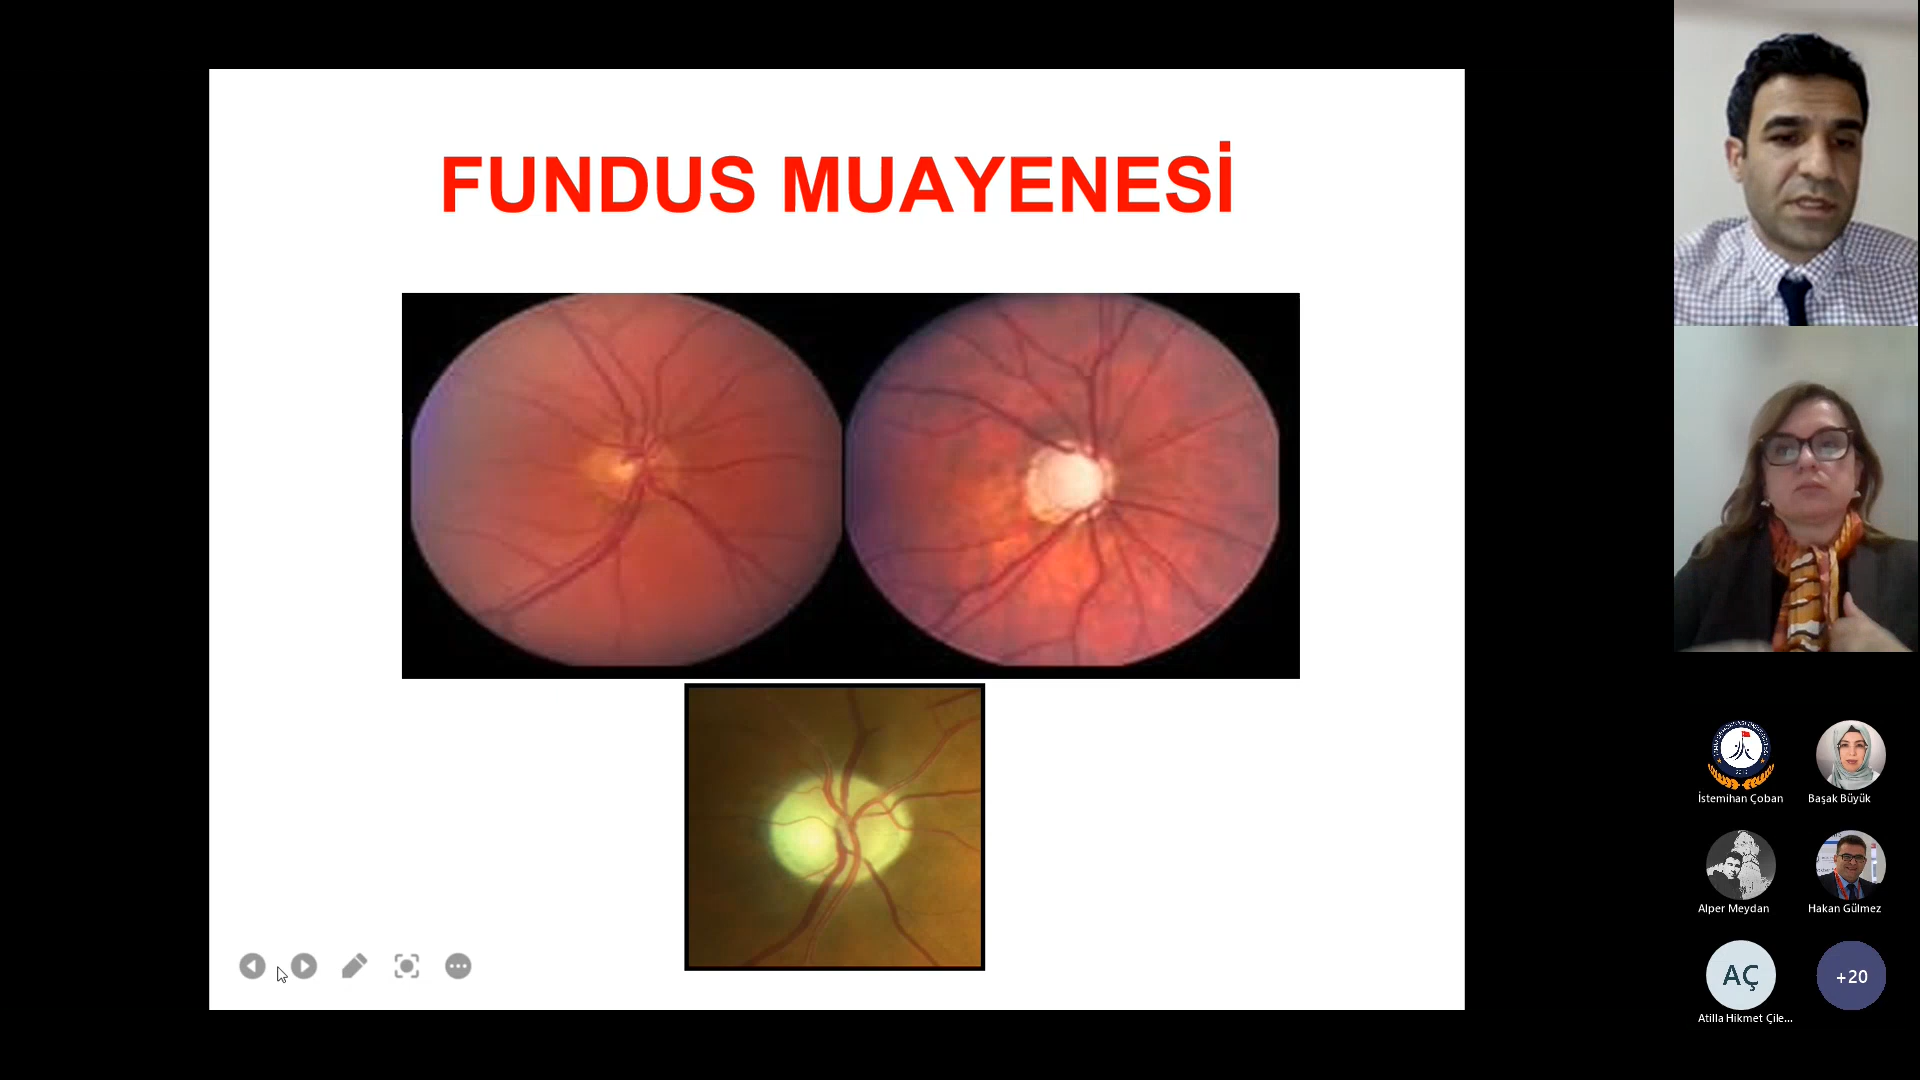 FUNDUS MUAYENESİ
İstemihan Çoban
Başak Büyük
Alper Meydan
Hakan Gülmez
AÇ
+20
Atilla Hikmet Çile...